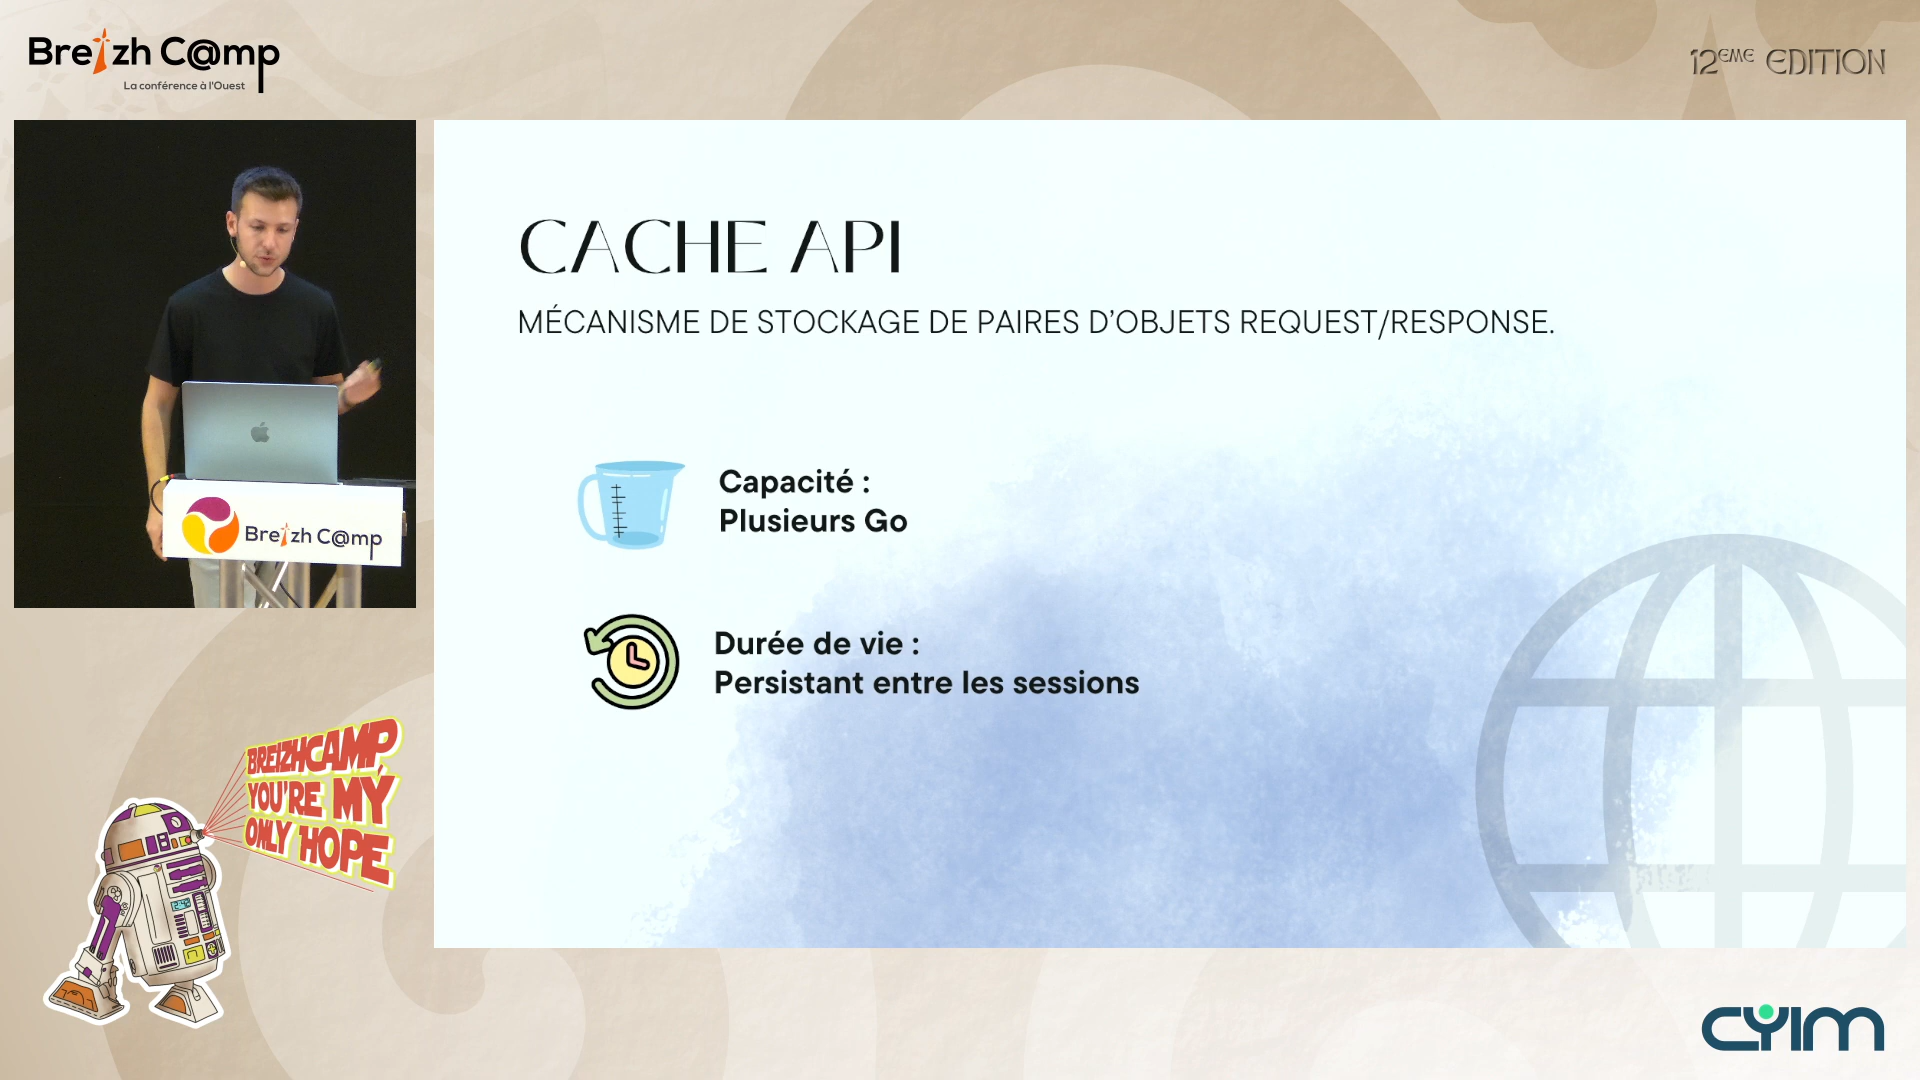 Breizh C@mp
La conférence à l'Ouest
12EME EDITION
CACHE API
MÉCANISME DE STOCKAGE DE PAIRES D'OBJETS REQUEST/RESPONSE.
Capacité :
Plusieurs Go
Durée de vie :
Persistant entre les sessions
Breizh C@mp
BREIZHCAMP,
YOU'RE MY
ONLY HOPE
CYIM